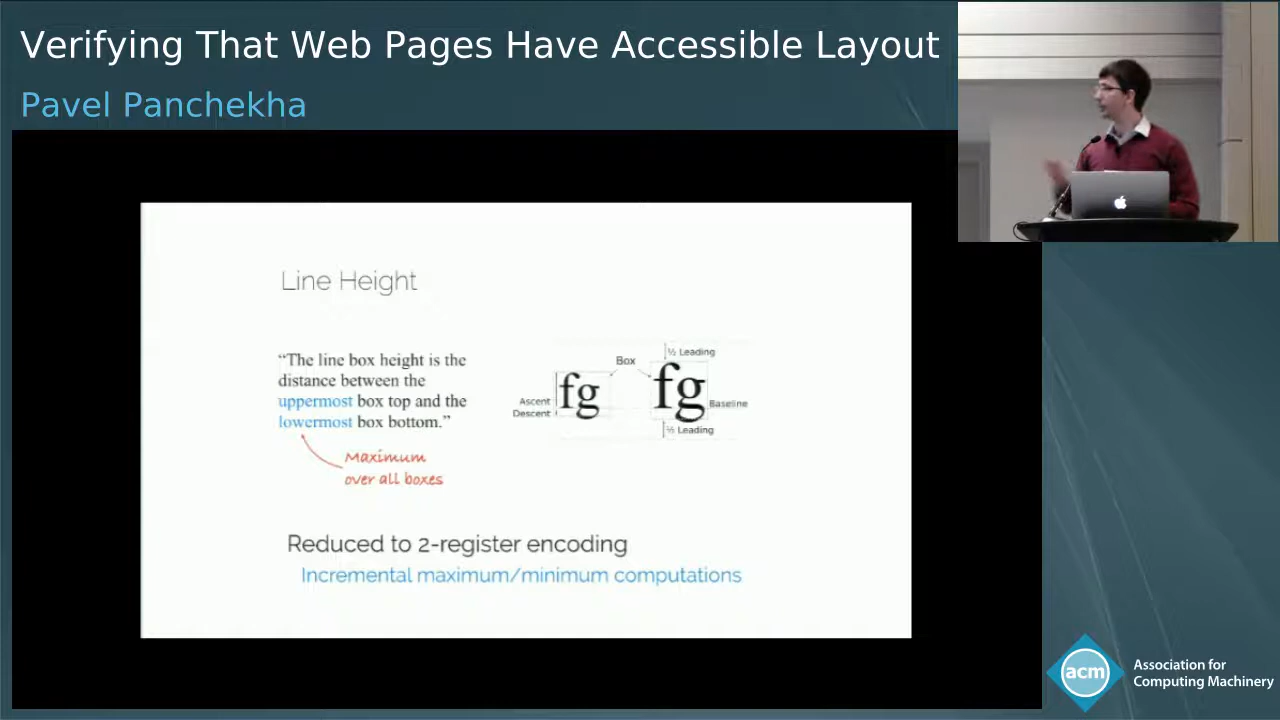 Verifying That Web Pages Have Accessible Layout
Pavel Panchekha
Line Height
“The line box height is the
distance between the
uppermost box top and the
lowermost box bottom.”
Maximum
over all boxes
Box
½ Leading
fg
fg
Ascent
Descent
Baseline
½ Leading
Reduced to 2-register encoding
Incremental maximum/minimum computations
acm
Association for
Computing Machinery